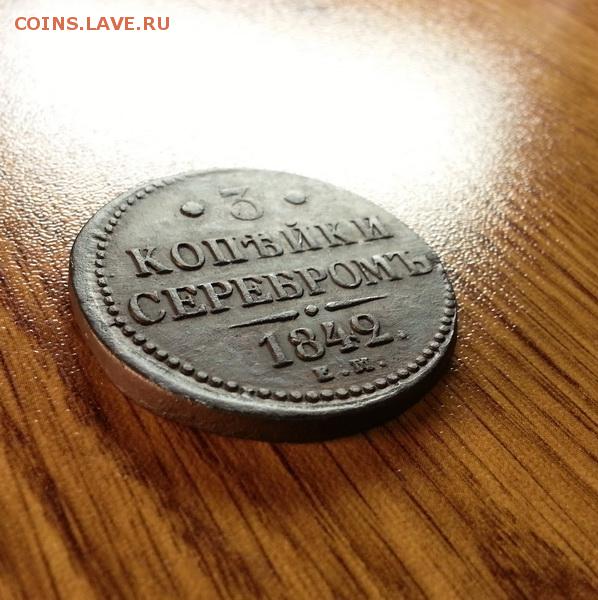 COINS.LAVE.RU
• 3 •
КОПѢЙКИ
СЕРЕБРОМЪ
1842.
Е.М.